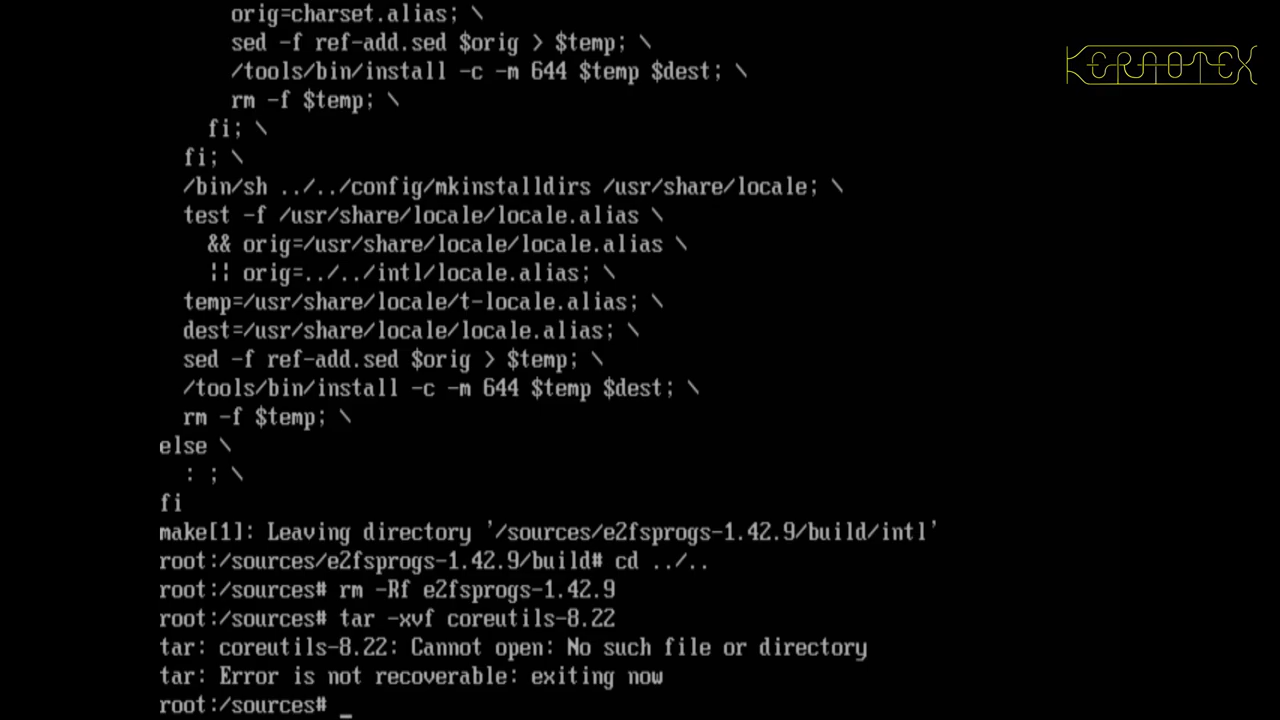 orig=charset.alias; \
KERNOTEX
sed -f ref-add.sed $orig > $temp; \
/tools/bin/install -c -m 644 $temp $dest; \
rm -f $temp; \
fi; \
fi; \
/bin/sh ../../config/mkinstalldirs /usr/share/locale; \
test -f /usr/share/locale/locale.alias \
&& orig=/usr/share/locale/locale.alias \
|| orig=../../intl/locale.alias; \
temp=/usr/share/locale/t-locale.alias; \
dest=/usr/share/locale/locale.alias; \
sed -f ref-add.sed $orig > $temp; \
/tools/bin/install -c -m 644 $temp $dest; \
rm -f $temp; \
else \
: ; \
fi
make[1]: Leaving directory '/sources/e2fsprogs-1.42.9/build/intl'
root:/sources/e2fsprogs-1.42.9/build# cd ../..
root:/sources# rm -Rf e2fsprogs-1.42.9
root:/sources# tar -xvf coreutils-8.22
tar: coreutils-8.22: Cannot open: No such file or directory
tar: Error is not recoverable: exiting now
root:/sources# _